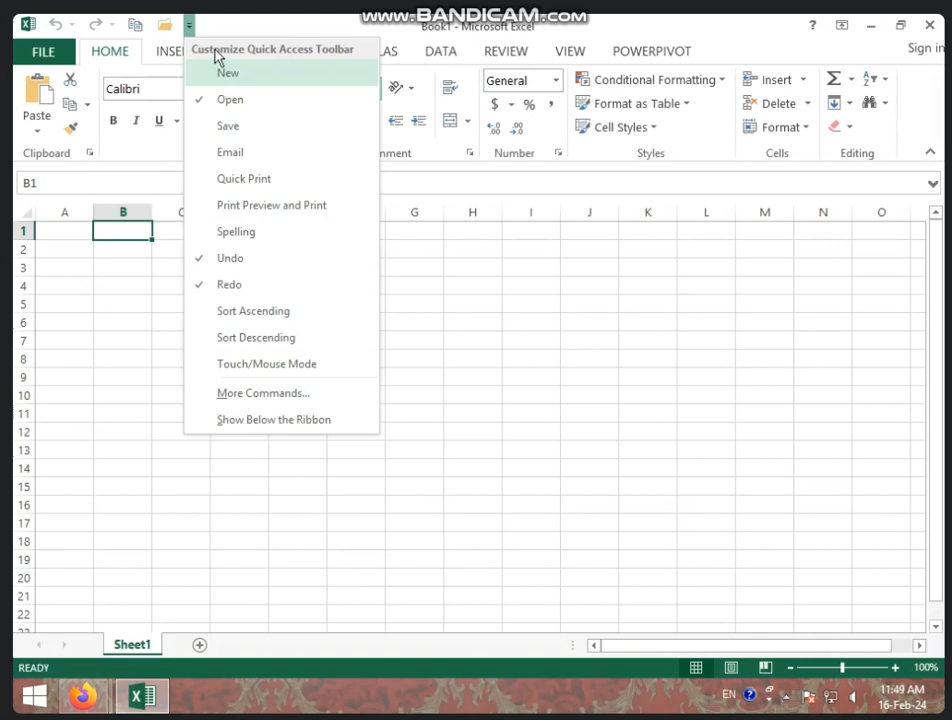 www.BANDICAM.com
Book1 - Microsoft Excel
FILE
HOME
DATA
REVIEW
VIEW
POWERPIVOT
Sign in
Customize Quick Access Toolbar
New
Open
Save
Email
Quick Print
Print Preview and Print
Spelling
Undo
Redo
Sort Ascending
Sort Descending
Touch/Mouse Mode
More Commands...
Show Below the Ribbon
Paste
Clipboard
Calibri
B I U
General
$ % ,
Number
Conditional Formatting
Format as Table
Cell Styles
Styles
Insert
Delete
Format
Cells
Editing
B1
A B C G H I J K L M N O
1
2
3
4
5
6
7
8
9
10
11
12
13
14
15
16
17
18
19
20
21
22
Sheet1
READY
100%
EN
11:49 AM
16-Feb-24